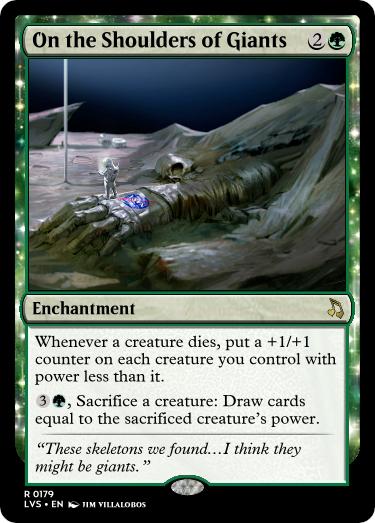 On the Shoulders of Giants 2
Enchantment
Whenever a creature dies, put a +1/+1
counter on each creature you control with
power less than it.
3 , Sacrifice a creature: Draw cards
equal to the sacrificed creature's power.
“These skeletons we found…I think they
might be giants.”
R 0179
LVS • EN JIM VILLALOBOS